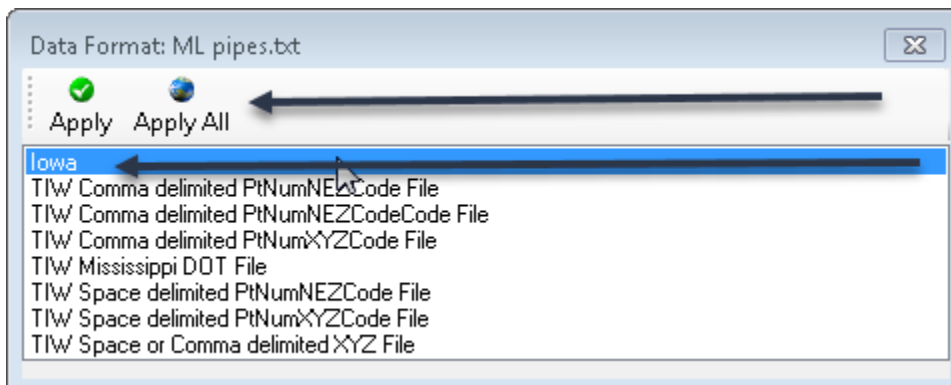 Data Format: ML pipes.txt
Apply Apply All
Iowa
TIW Comma delimited PtNumNEZCode File
TIW Comma delimited PtNumNEZCodeCode File
TIW Comma delimited PtNumXYZCode File
TIW Mississippi DOT File
TIW Space delimited PtNumNEZCode File
TIW Space delimited PtNumXYZCode File
TIW Space or Comma delimited XYZ File